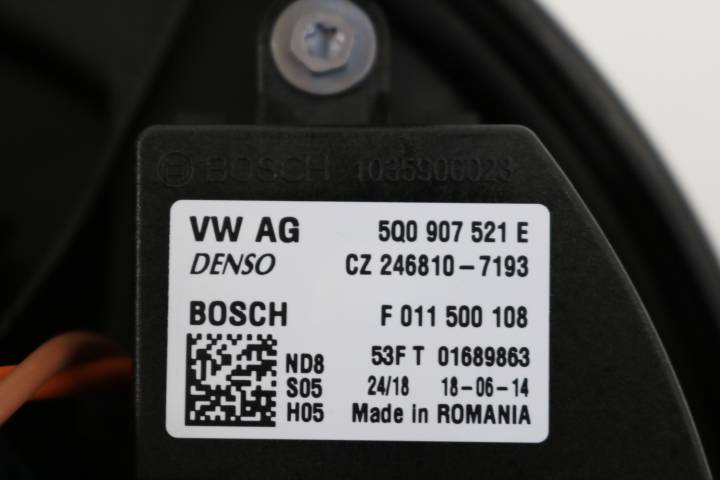 BOSCH 1035906023
VW AG 5Q0 907 521 E
DENSO CZ 246810-7193
BOSCH F 011 500 108
ND8 53F T 01689863
S05 24/18 18-06-14
H05 Made in ROMANIA